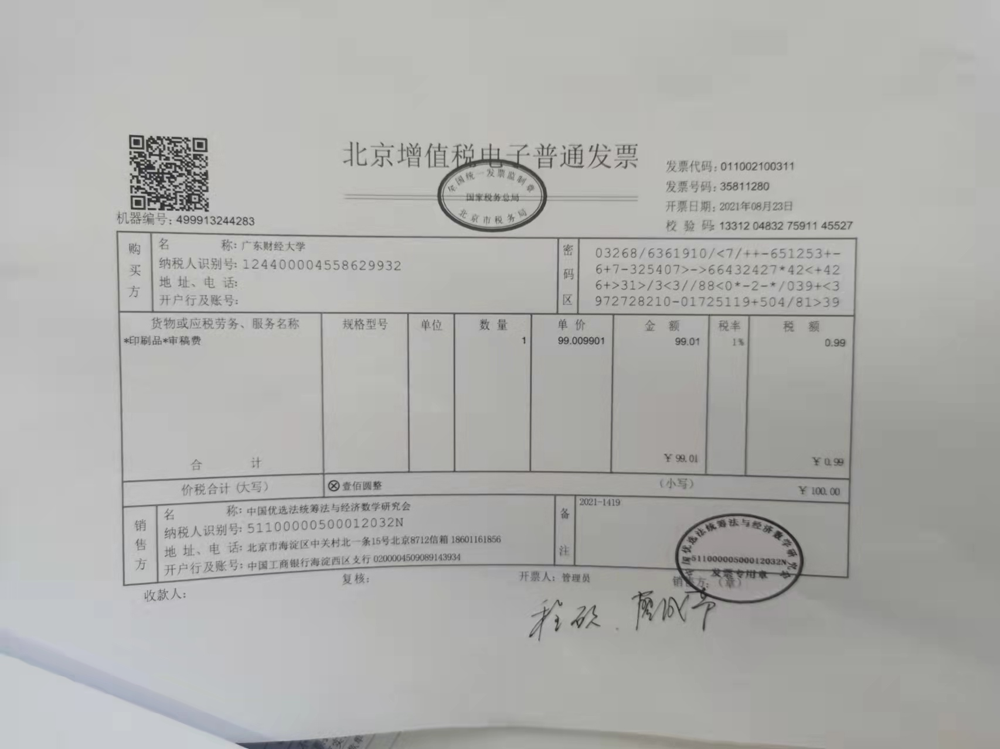 北京增值税电子普通发票
全国统一发票监制章
国家税务总局
北京市税务局
发票代码: 011002100311
发票号码: 35811280
开票日期: 2021年08月23日
校 验 码: 13312 04832 75911 45527
机器编号: 499913244283
购买方
名 称: 广东财经大学
纳税人识别号: 124400004558629932
地 址、电 话:
开户行及账号:
密码区
03268/6361910/<7/++-651253+-
6+7-325407>->66432427*42<+42
6+>31>/3<3//88<0*-2-*/039+<3
972728210-01725119+504/81>39
货物或应税劳务、服务名称 规格型号 单位 数 量 单 价 金 额 税率 税 额
*印刷品*审稿费 1 99.009901 99.01 1% 0.99
合 计 ¥ 99.01 ¥ 0.99
价税合计 (大写) ⊗ 壹佰圆整 (小写) ¥ 100.00
销售方
名 称: 中国优选法统筹法与经济数学研究会
纳税人识别号: 51100000500012032N
地 址、电 话: 北京市海淀区中关村北一条15号北京8712信箱 18601161856
开户行及账号: 中国工商银行海淀西区支行 0200004509089143934
备注
2021-1419
中国优选法统筹法与经济数学研究会
51100000500012032N
发票专用章
收款人: 复核: 开票人: 管理员 销售方: (章)
程硕